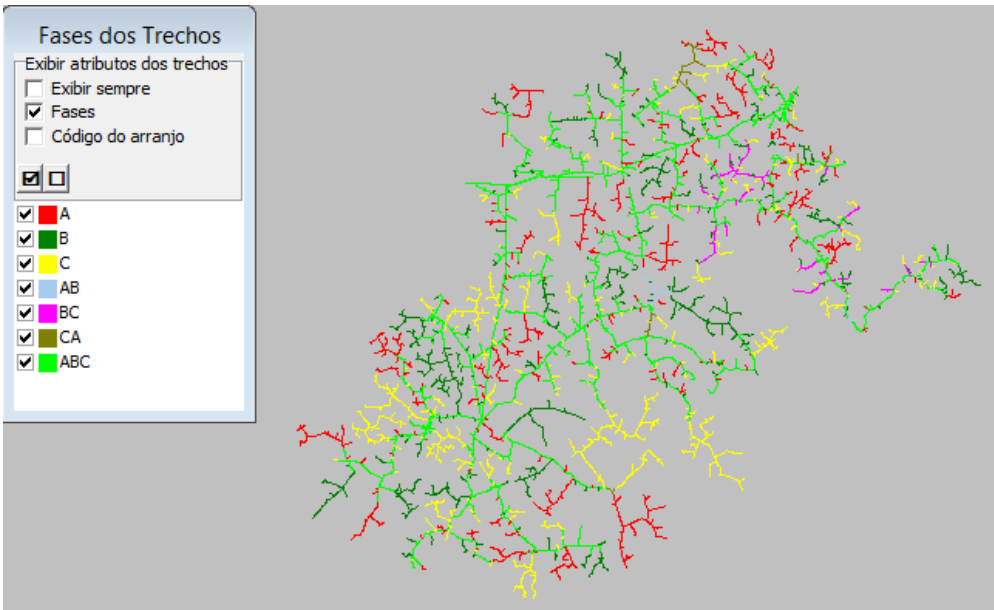 Fases dos Trechos
Exibir atributos dos trechos
Exibir sempre
Fases
Código do arranjo
A
B
C
AB
BC
CA
ABC